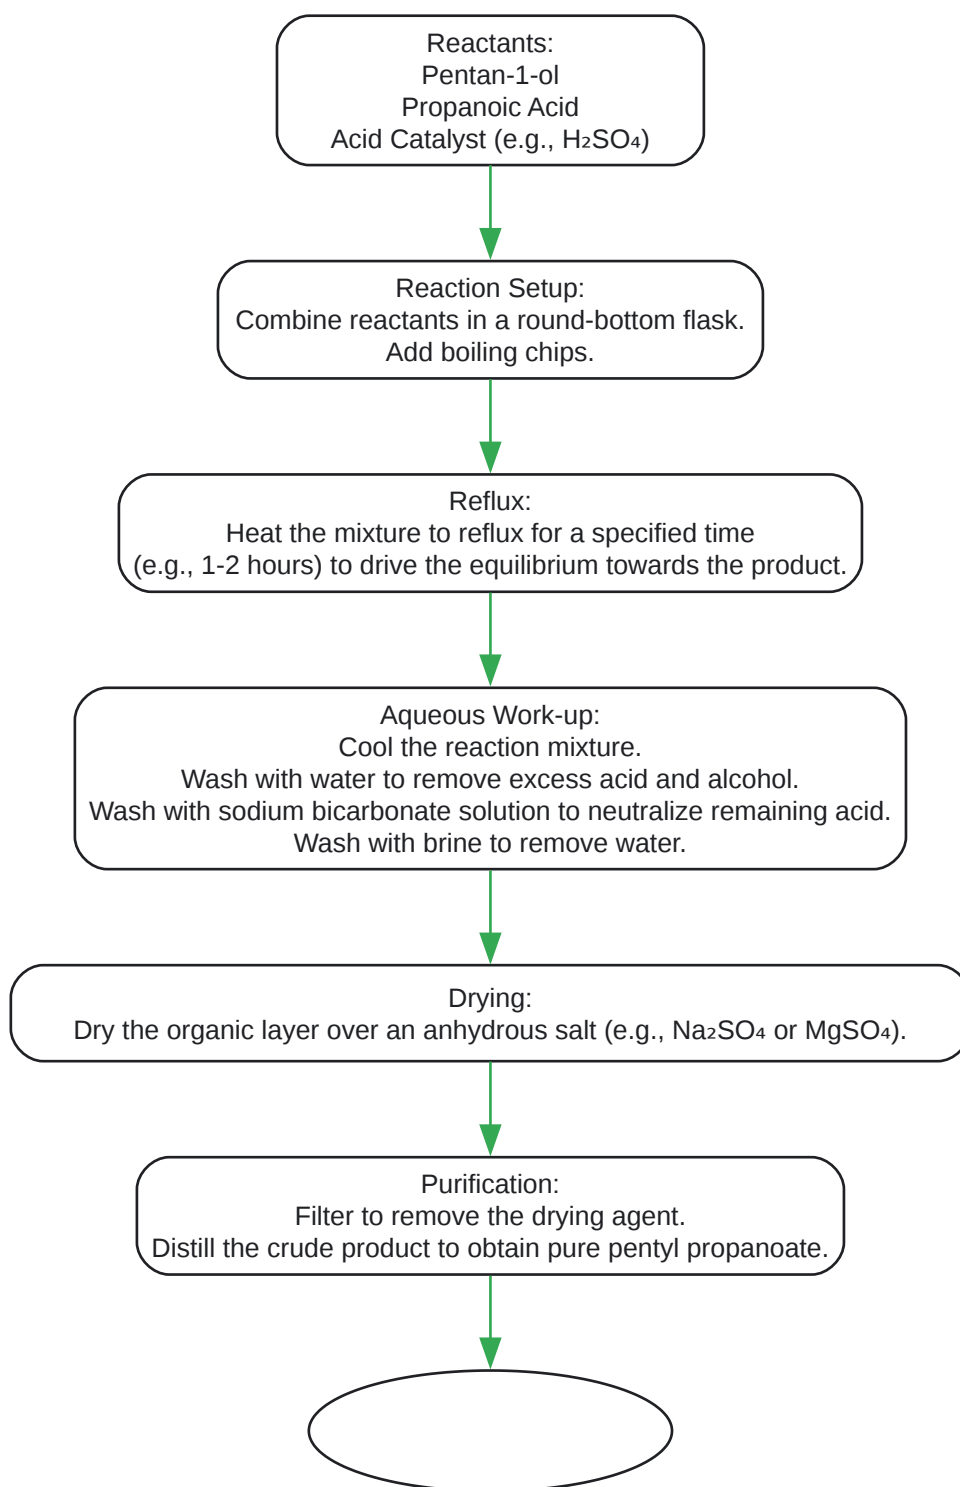 Reactants:
Pentan-1-ol
Propanoic Acid
Acid Catalyst (e.g., H₂SO₄)
Reaction Setup:
Combine reactants in a round-bottom flask.
Add boiling chips.
Reflux:
Heat the mixture to reflux for a specified time
(e.g., 1-2 hours) to drive the equilibrium towards the product.
Aqueous Work-up:
Cool the reaction mixture.
Wash with water to remove excess acid and alcohol.
Wash with sodium bicarbonate solution to neutralize remaining acid.
Wash with brine to remove water.
Drying:
Dry the organic layer over an anhydrous salt (e.g., Na₂SO₄ or MgSO₄).
Purification:
Filter to remove the drying agent.
Distill the crude product to obtain pure pentyl propanoate.